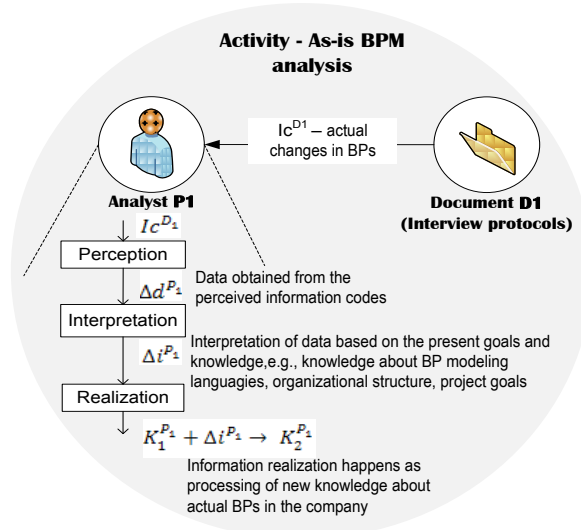 Activity - As-is BPM
analysis
Ic^D1 – actual
changes in BPs
Analyst P1
Document D1
(Interview protocols)
Ic^D₁
Perception
Δd^P₁
Data obtained from the
perceived information codes
Interpretation
Δi^P₁
Interpretation of data based on the present goals and
knowledge,e.g., knowledge about BP modeling
languagies, organizational structure, project goals
Realization
K₁^P₁ + Δi^P₁ → K₂^P₁
Information realization happens as
processing of new knowledge about
actual BPs in the company